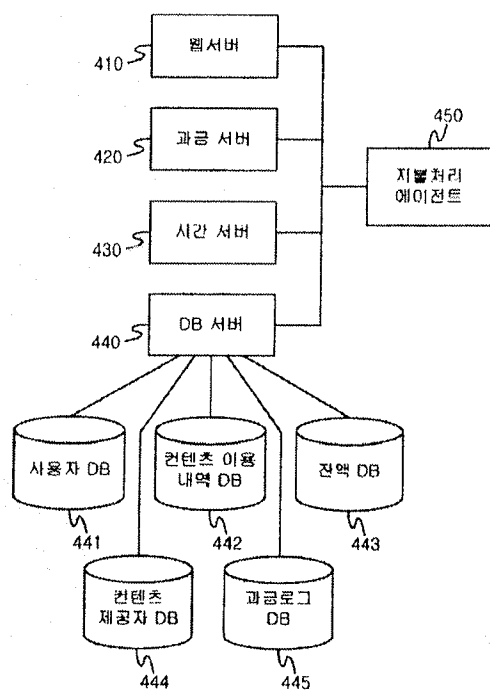 웹서버
410
과금 서버
420
450
지불처리
에이전트
시간 서버
430
DB 서버
440
사용자 DB
441
컨텐츠 이용
내역 DB
442
잔액 DB
443
컨텐츠
제공자 DB
444
과금로그
DB
445